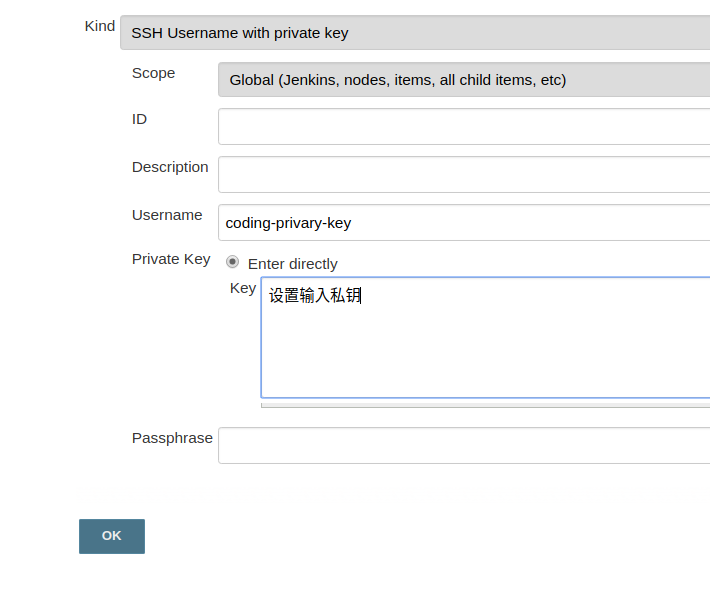 Kind SSH Username with private key
Scope Global (Jenkins, nodes, items, all child items, etc)
ID
Description
Username coding-privary-key
Private Key Enter directly
Key 设置输入私钥
Passphrase
OK